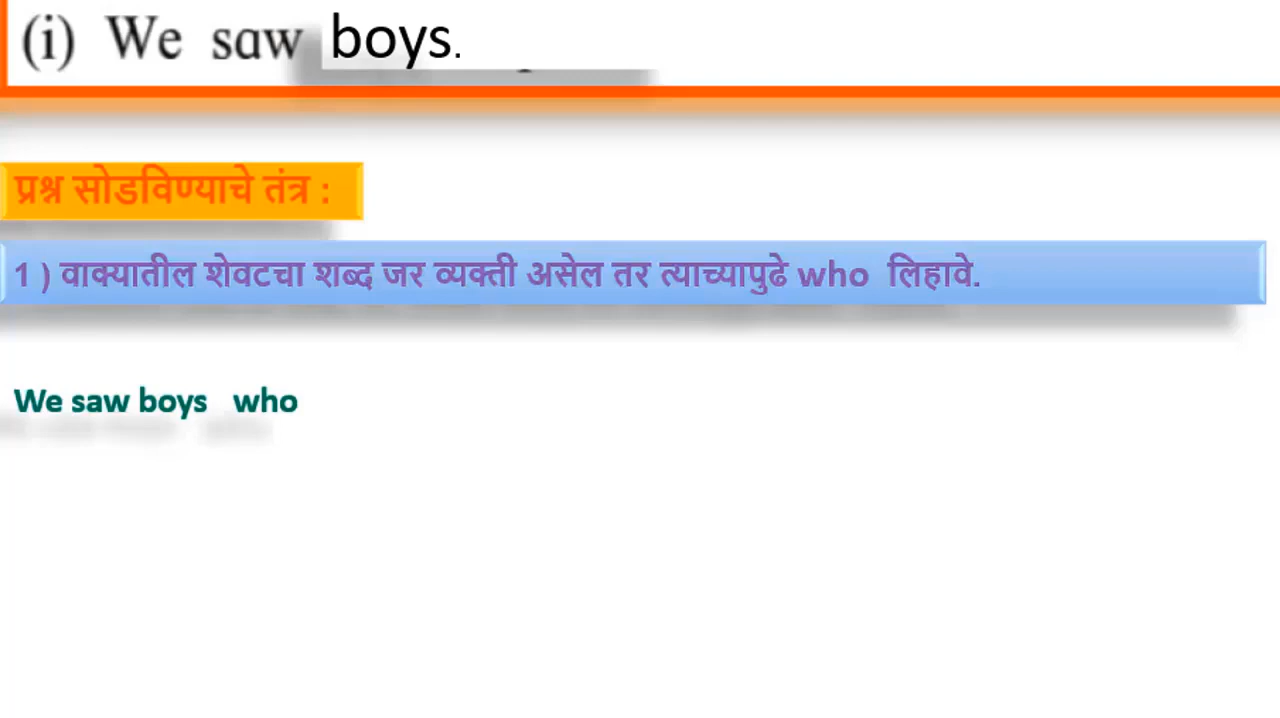 (i) We saw boys.
प्रश्न सोडविण्याचे तंत्र :
1 ) वाक्यातील शेवटचा शब्द जर व्यक्ती असेल तर त्याच्यापुढे who लिहावे.
We saw boys who